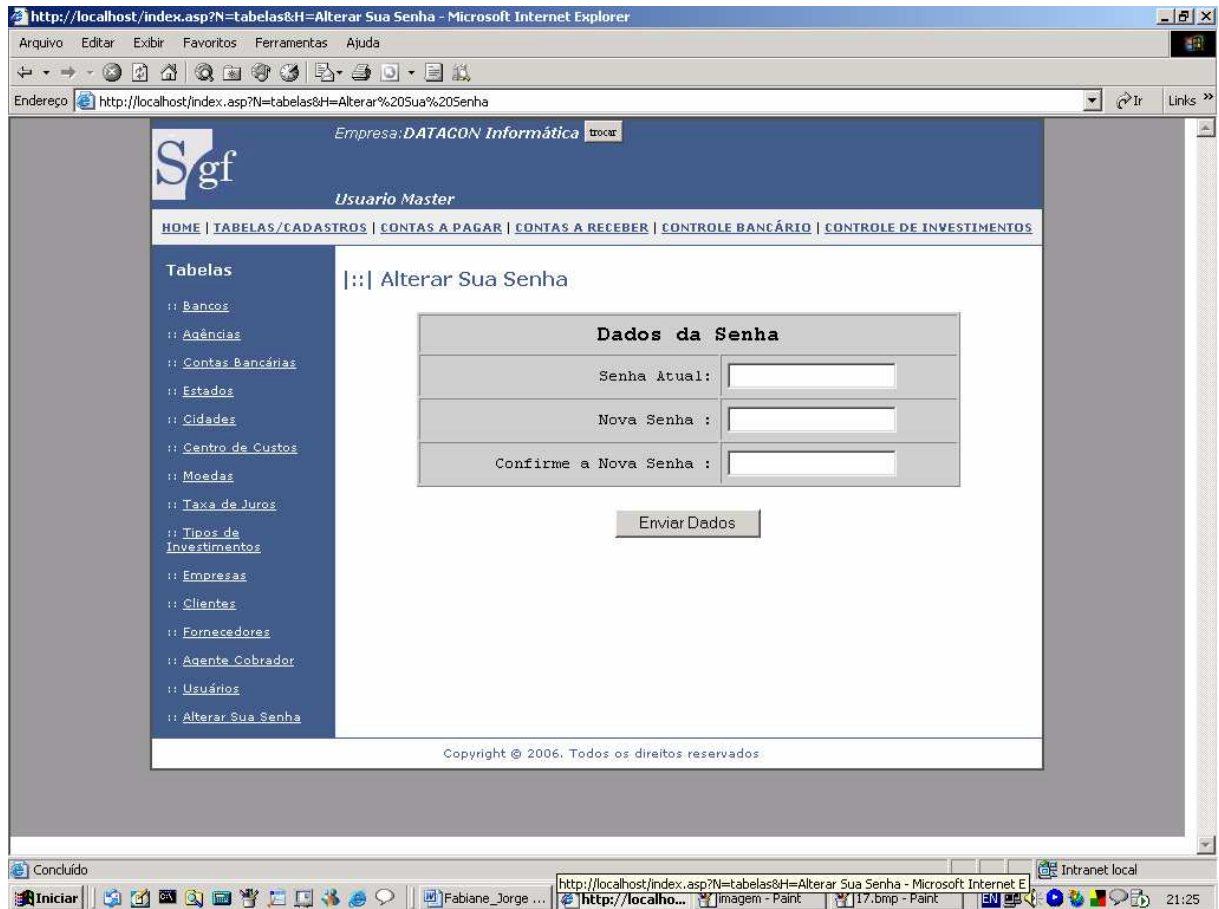 http://localhost/index.asp?N=tabelas&H=Alterar Sua Senha - Microsoft Internet Explorer
Arquivo Editar Exibir Favoritos Ferramentas Ajuda
Endereço http://localhost/index.asp?N=tabelas&H=Alterar%20Sua%20Senha Ir Links »
Sgf
Empresa:DATACON Informática trocar
Usuario Master
HOME | TABELAS/CADASTROS | CONTAS A PAGAR | CONTAS A RECEBER | CONTROLE BANCÁRIO | CONTROLE DE INVESTIMENTOS
Tabelas
:: Bancos
:: Agências
:: Contas Bancárias
:: Estados
:: Cidades
:: Centro de Custos
:: Moedas
:: Taxa de Juros
:: Tipos de
Investimentos
:: Empresas
:: Clientes
:: Fornecedores
:: Agente Cobrador
:: Usuários
:: Alterar Sua Senha
|::| Alterar Sua Senha
Dados da Senha
Senha Atual:
Nova Senha :
Confirme a Nova Senha :
Enviar Dados
Copyright © 2006. Todos os direitos reservados
Concluído
Intranet local
http://localhost/index.asp?N=tabelas&H=Alterar Sua Senha - Microsoft Internet E
Iniciar Fabiane_Jorge ... http://localho... imagem - Paint 17.bmp - Paint EN 21:25